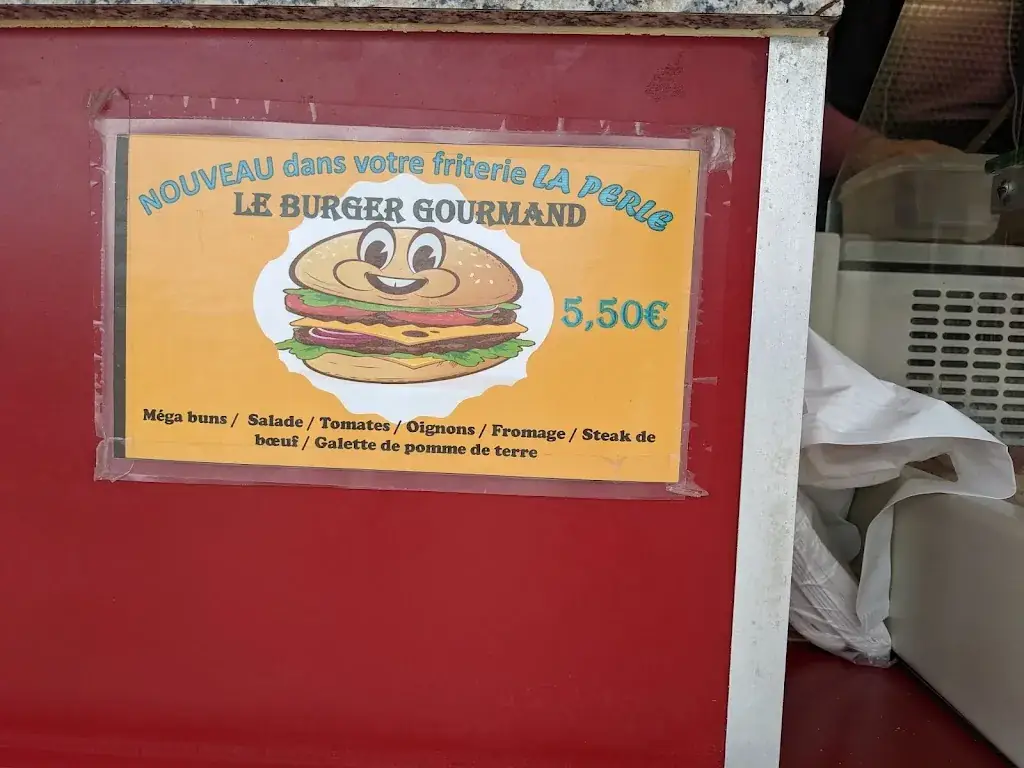 NOUVEAU dans votre friterie LA PERLE
LE BURGER GOURMAND
5,50€
Méga buns / Salade / Tomates / Oignons / Fromage / Steak de
bœuf / Galette de pomme de terre